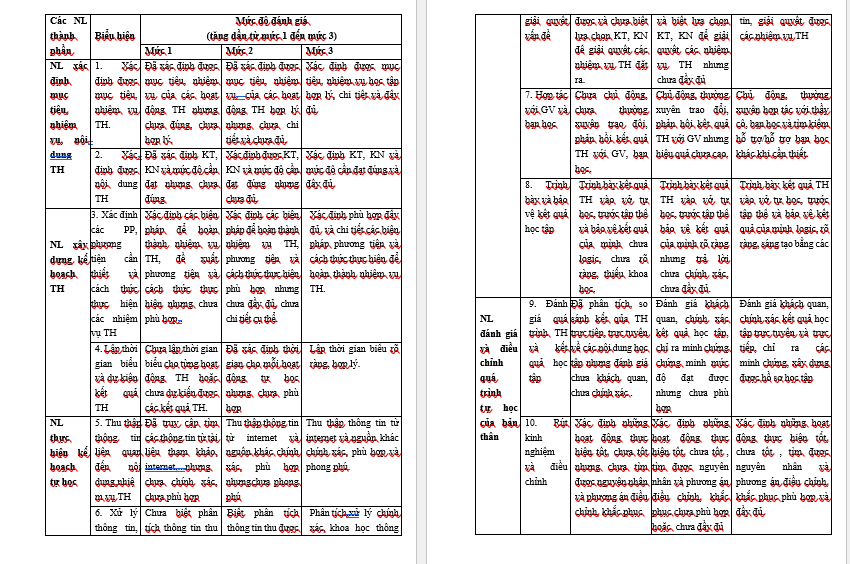 Các NL thành phần
Biểu hiện
Mức độ đánh giá
(tăng dần từ mức 1 đến mức 3)
Mức 1
Mức 2
Mức 3
NL xác định mục tiêu, nhiệm vụ, nội dung TH
1. Xác định được mục tiêu, nhiệm vụ TH.
Đã xác định được mục tiêu, nhiệm vụ của các hoạt động TH nhưng chưa đúng, chưa hợp lý.
Đã xác định được mục tiêu, nhiệm vụ của các hoạt động TH hợp lý nhưng chưa chi tiết và chưa đủ.
Xác định được mục tiêu, nhiệm vụ học tập hợp lý, chi tiết và đầy đủ.
2. Xác định được nội dung TH
Đã xác định KT, KN và mức độ cần đạt nhưng chưa đúng.
Xác định được KT, KN và mức độ cần đạt đúng nhưng chưa đủ.
Xác định KT, KN và mức độ cần đạt đúng và đầy đủ.
NL xây dựng kế hoạch TH
3. Xác định các PP, phương tiện cần thiết và cách thức thực hiện các nhiệm vụ TH
Xác định các biện pháp để hoàn thành nhiệm vụ TH, đề xuất phương tiện và cách thức thực hiện nhưng chưa phù hợp.
Xác định các biện pháp để hoàn thành nhiệm vụ TH, phương tiện và cách thức thực hiện phù hợp nhưng chưa đầy đủ, chưa chi tiết cụ thể.
Xác định phù hợp đầy đủ, và chi tiết các biện pháp, phương tiện và cách thức thực hiện để hoàn thành nhiệm vụ TH.
4. Lập thời gian biểu và dự kiến kết quả TH
Chưa lập thời gian biểu cho từng hoạt động TH hoặc chưa dự kiến được các kết quả TH.
Đã xác định thời gian cho mỗi hoạt động tự học nhưng chưa phù hợp
Lập thời gian biểu rõ ràng, hợp lý.
NL thực hiện kế hoạch tự học
5. Thu thập thông tin liên quan đến nội dung, nhiệm vụ TH
Đã truy cập tìm các thông tin từ tài liệu tham khảo, internet,...nhưng chưa chính xác, chưa phù hợp
Thu thập thông tin từ internet và nguồn khác chính xác, phù hợp nhưng chưa phong phú
Thu thập thông tin từ internet và nguồn khác chính xác, phù hợp và phong phú.
6. Xử lý thông tin,
Chưa biết phân tích thông tin thu
Biết phân tích thông tin thu được,
Phân tích,xử lý chính xác, khoa học thông
giải quyết vấn đề
được và chưa biết lựa chọn KT, KN để giải quyết các nhiệm vụ TH đặt ra.
và biết lựa chọn KT, KN để giải quyết các nhiệm vụ TH nhưng chưa đầy đủ
tin, giải quyết được các nhiệm vụ TH
7. Hợp tác với GV và bạn học
Chưa chủ động, chưa thường xuyên trao đổi, phản hồi kết quả TH với GV, bạn học.
Chủ động, thường xuyên trao đổi, phản hồi kết quả TH với GV nhưng hiệu quả chưa cao.
Chủ động, thường xuyên hợp tác với thầy cô, bạn học và tìm kiếm hỗ trợ/hỗ trợ bạn học khác khi cần thiết.
8. Trình bày và bảo vệ kết quả học tập
Trình bày kết quả TH vào vở tự học, trước tập thể và bảo vệ kết quả của mình chưa logic, chưa rõ ràng, thiếu khoa học.
Trình bày kết quả TH vào vở tự học, trước tập thể bảo vệ kết quả của mình rõ ràng nhưng trả lời chưa chính xác, chưa đầy đủ.
Trình bày kết quả TH vào vở tự học, trước tập thể và bảo vệ kết quả của mình logic, rõ ràng, sáng tạo bằng các
NL đánh giá và điều chỉnh quá trình tự học của bản thân
9. Đánh giá quá trình TH và kết quả học tập
Đã phân tích, so sánh kết quả TH trực tiếp, trực tuyến về các nội dung học tập nhưng đánh giá chưa khách quan, chưa chính xác.
Đánh giá khách quan, chính xác kết quả học tập, chỉ ra minh chứng chứng minh mức độ đạt được nhưng chưa phù hợp
Đánh giá khách quan, chính xác kết quả học tập trực tuyến và trực tiếp, chỉ ra các minh chứng, xây dựng được hồ sơ học tập
10. Rút kinh nghiệm và điều chỉnh
Xác định những hoạt động thực hiện tốt, chưa tốt nhưng chưa tìm được nguyên nhân và phương án điều chỉnh, khắc phục.
Xác định những hoạt động thực hiện tốt, chưa tốt, tìm được nguyên nhân và phương án điều chỉnh, khắc phục chưa phù hợp hoặc chưa đầy đủ
Xác định những hoạt động thực hiện tốt, chưa tốt , tìm được nguyên nhân và phương án điều chỉnh, khắc phục phù hợp và đầy đủ.